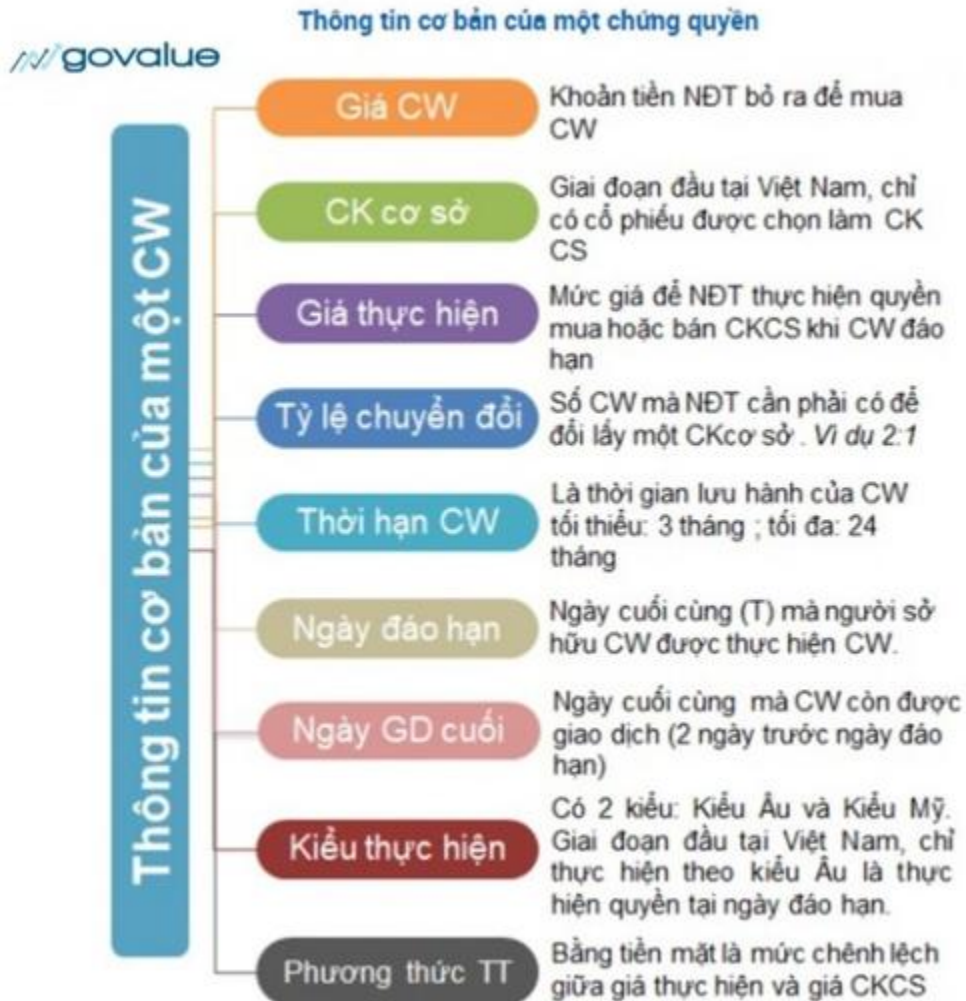 Thông tin cơ bản của một chứng quyền
govalue
Thông tin cơ bản của một CW
Giá CW
Khoản tiền NĐT bỏ ra để mua
CW
CK cơ sở
Giai đoạn đầu tại Việt Nam, chỉ
có cổ phiếu được chọn làm CK
CS
Giá thực hiện
Mức giá để NĐT thực hiện quyền
mua hoặc bán CKCS khi CW đáo
hạn
Tỷ lệ chuyển đổi
Số CW mà NĐT cần phải có để
đổi lấy một CKcơ sở . Ví dụ 2:1
Thời hạn CW
Là thời gian lưu hành của CW
tối thiểu: 3 tháng ; tối đa: 24
tháng
Ngày đáo hạn
Ngày cuối cùng (T) mà người sở
hữu CW được thực hiện CW.
Ngày GD cuối
Ngày cuối cùng mà CW còn được
giao dịch (2 ngày trước ngày đáo
hạn)
Kiểu thực hiện
Có 2 kiểu: Kiểu Âu và Kiểu Mỹ.
Giai đoạn đầu tại Việt Nam, chỉ
thực hiện theo kiểu Âu là thực
hiện quyền tại ngày đáo hạn.
Phương thức TT
Bằng tiền mặt là mức chênh lệch
giữa giá thực hiện và giá CKCS